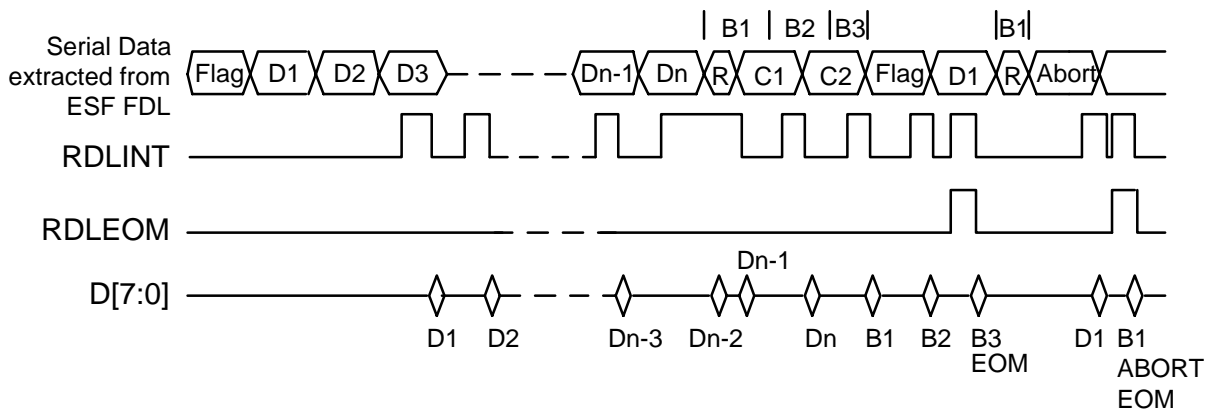 B1 B2 B3 B1
Serial Data
extracted from
ESF FDL
Flag D1 D2 D3 Dn-1 Dn R C1 C2 Flag D1 R Abort
RDLINT
RDLEOM
Dn-1
D[7:0]
D1 D2 Dn-3 Dn-2 Dn B1 B2 B3 D1 B1
EOM ABORT
EOM